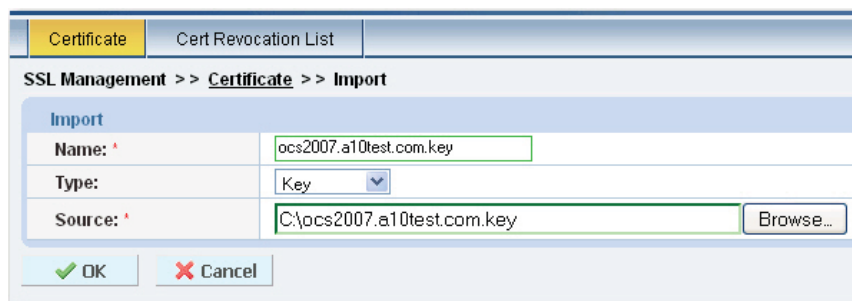 Certificate Cert Revocation List
SSL Management >> Certificate >> Import
Import
Name: * ocs2007.a10test.com.key
Type: Key
Source: * C:\ocs2007.a10test.com.key Browse...
OK Cancel